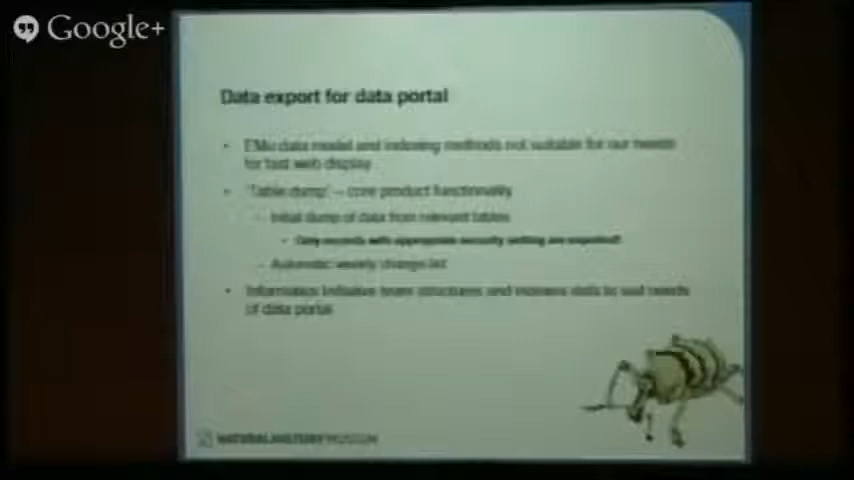 Google+
Data export for data portal
• EMu data model and indexing methods not suitable for our needs
for fast web display
• 'Table dump' – core product functionality
– Initial dump of data from relevant tables
• Only records with appropriate security setting are exported!
– Automatic weekly change list
• Informatics Initiative team structures and indexes data to suit needs
of data portal
NATURAL HISTORY MUSEUM